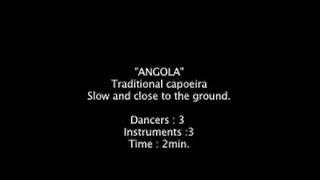 "ANGOLA"
Traditional capoeira
Slow and close to the ground.
Dancers : 3
Instruments :3
Time : 2min.